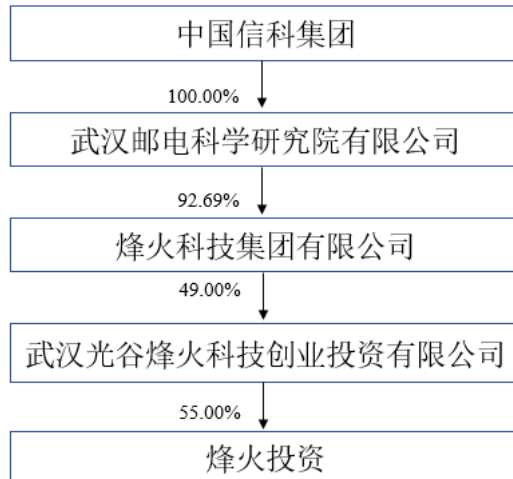 中国信科集团
100.00%
武汉邮电科学研究院有限公司
92.69%
烽火科技集团有限公司
49.00%
武汉光谷烽火科技创业投资有限公司
55.00%
烽火投资